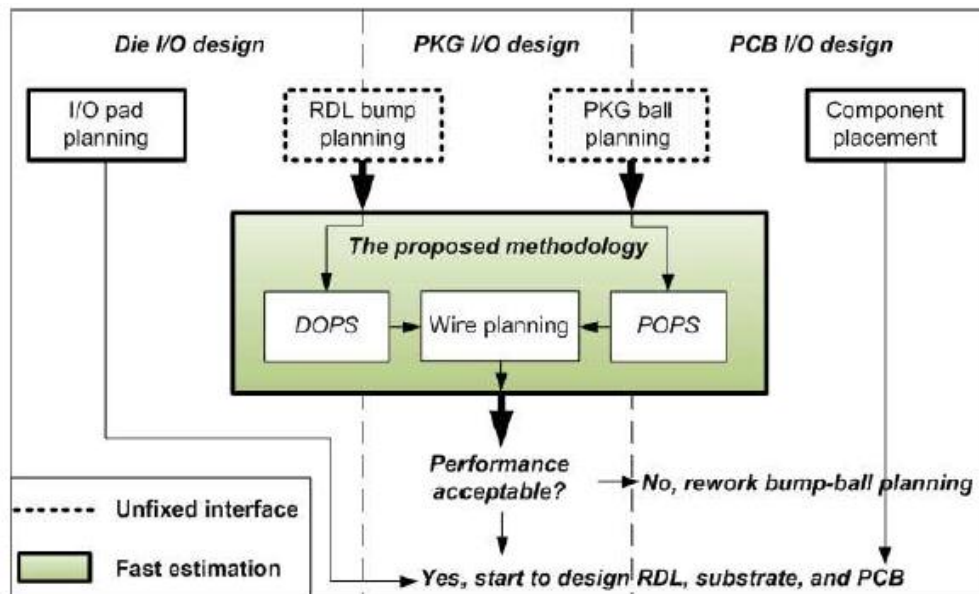 Die I/O design
PKG I/O design
PCB I/O design
I/O pad
planning
RDL bump
planning
PKG ball
planning
Component
placement
The proposed methodology
DOPS
Wire planning
POPS
Performance
acceptable?
No, rework bump-ball planning
Unfixed interface
Fast estimation
Yes, start to design RDL, substrate, and PCB